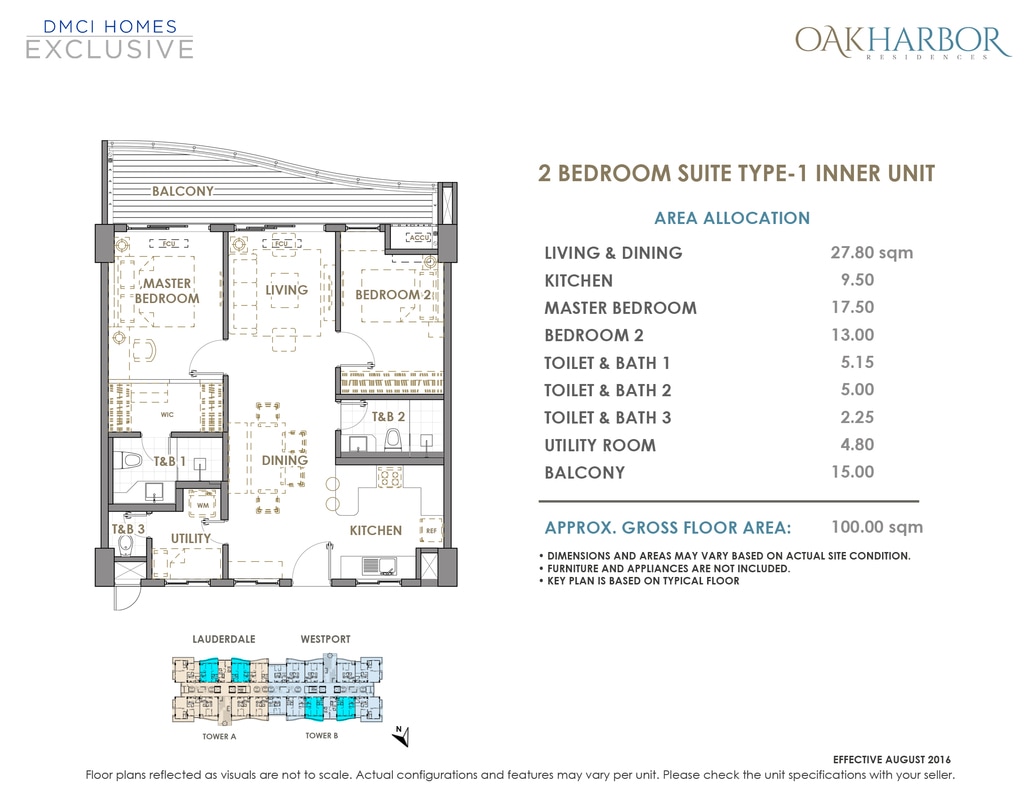 DMCI HOMES
EXCLUSIVE
OAKHARBOR
RESIDENCES
2 BEDROOM SUITE TYPE-1 INNER UNIT
AREA ALLOCATION
LIVING & DINING 27.80 sqm
KITCHEN 9.50
MASTER BEDROOM 17.50
BEDROOM 2 13.00
TOILET & BATH 1 5.15
TOILET & BATH 2 5.00
TOILET & BATH 3 2.25
UTILITY ROOM 4.80
BALCONY 15.00
APPROX. GROSS FLOOR AREA: 100.00 sqm
• DIMENSIONS AND AREAS MAY VARY BASED ON ACTUAL SITE CONDITION.
• FURNITURE AND APPLIANCES ARE NOT INCLUDED.
• KEY PLAN IS BASED ON TYPICAL FLOOR
BALCONY
FCU
FCU
ACCU
MASTER
BEDROOM
LIVING
BEDROOM 2
WIC
T&B 2
T&B 1
DINING
WM
T&B 3
UTILITY
KITCHEN
REF
LAUDERDALE
WESTPORT
TOWER A
TOWER B
N
EFFECTIVE AUGUST 2016
Floor plans reflected as visuals are not to scale. Actual configurations and features may vary per unit. Please check the unit specifications with your seller.